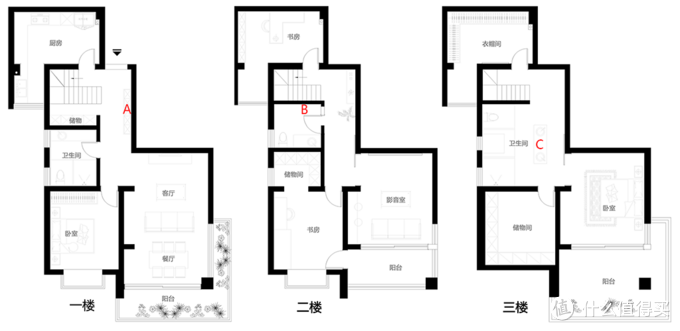 厨房
A
储物
卫生间
客厅
卧室
餐厅
阳台
一楼
书房
B
储物间
影音室
书房
阳台
二楼
衣帽间
卫生间
C
卧室
储物间
阳台
三楼
值 什么值得买